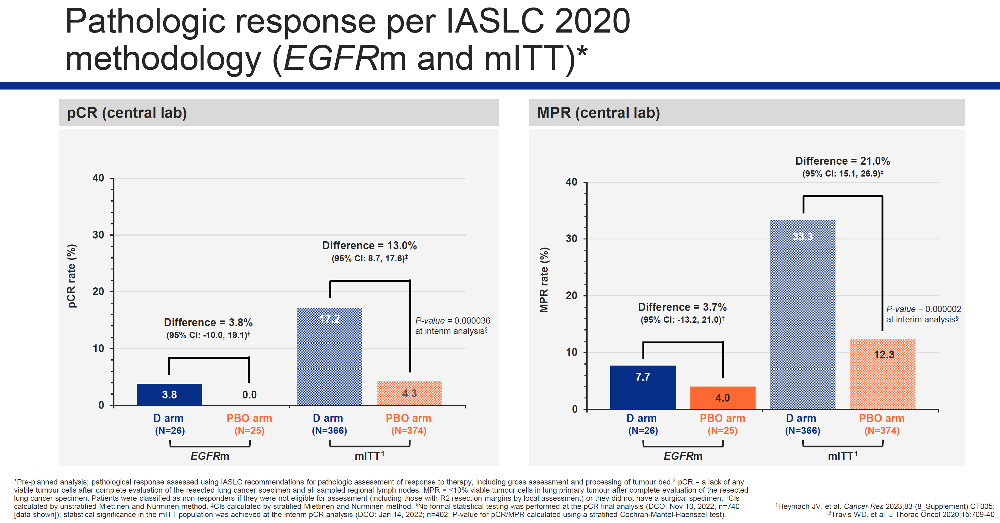 Pathologic response per IASLC 2020
methodology (EGFRm and mITT)*
pCR (central lab)
pCR rate (%)
40
30
20
10
0
Difference = 3.8%
(95% CI: -10.0, 19.1)†
Difference = 13.0%
(95% CI: 8.7, 17.6)‡
P-value = 0.000036
at interim analysis§
3.8
0.0
17.2
4.3
D arm
(N=26)
PBO arm
(N=25)
D arm
(N=366)
PBO arm
(N=374)
EGFRm
mITT¹
MPR (central lab)
MPR rate (%)
40
30
20
10
0
Difference = 3.7%
(95% CI: -13.2, 21.0)†
Difference = 21.0%
(95% CI: 15.1, 26.9)‡
P-value = 0.000002
at interim analysis§
7.7
4.0
33.3
12.3
D arm
(N=26)
PBO arm
(N=25)
D arm
(N=366)
PBO arm
(N=374)
EGFRm
mITT¹
*Pre-planned analysis; pathological response assessed using IASLC recommendations for pathologic assessment of response to therapy, including gross assessment and processing of tumour bed.² pCR = a lack of any
viable tumour cells after complete evaluation of the resected lung cancer specimen and all sampled regional lymph nodes. MPR = ≤10% viable tumour cells in lung primary tumour after complete evaluation of the resected
lung cancer specimen. Patients were classified as non-responders if they were not eligible for assessment (including those with R2 resection margins by local assessment) or they did not have a surgical specimen. †CIs
calculated by unstratified Miettinen and Nurminen method. ‡CIs calculated by stratified Miettinen and Nurminen method. §No formal statistical testing was performed at the pCR final analysis (DCO: Nov 10, 2022; n=740
[data shown]); statistical significance in the mITT population was achieved at the interim pCR analysis (DCO: Jan 14, 2022; n=402; P-value for pCR/MPR calculated using a stratified Cochran-Mantel-Haenszel test).
¹Heymach JV, et al. Cancer Res 2023;83 (8_Supplement):CT005;
²Travis WD, et al. J Thorac Oncol 2020;15:709-40